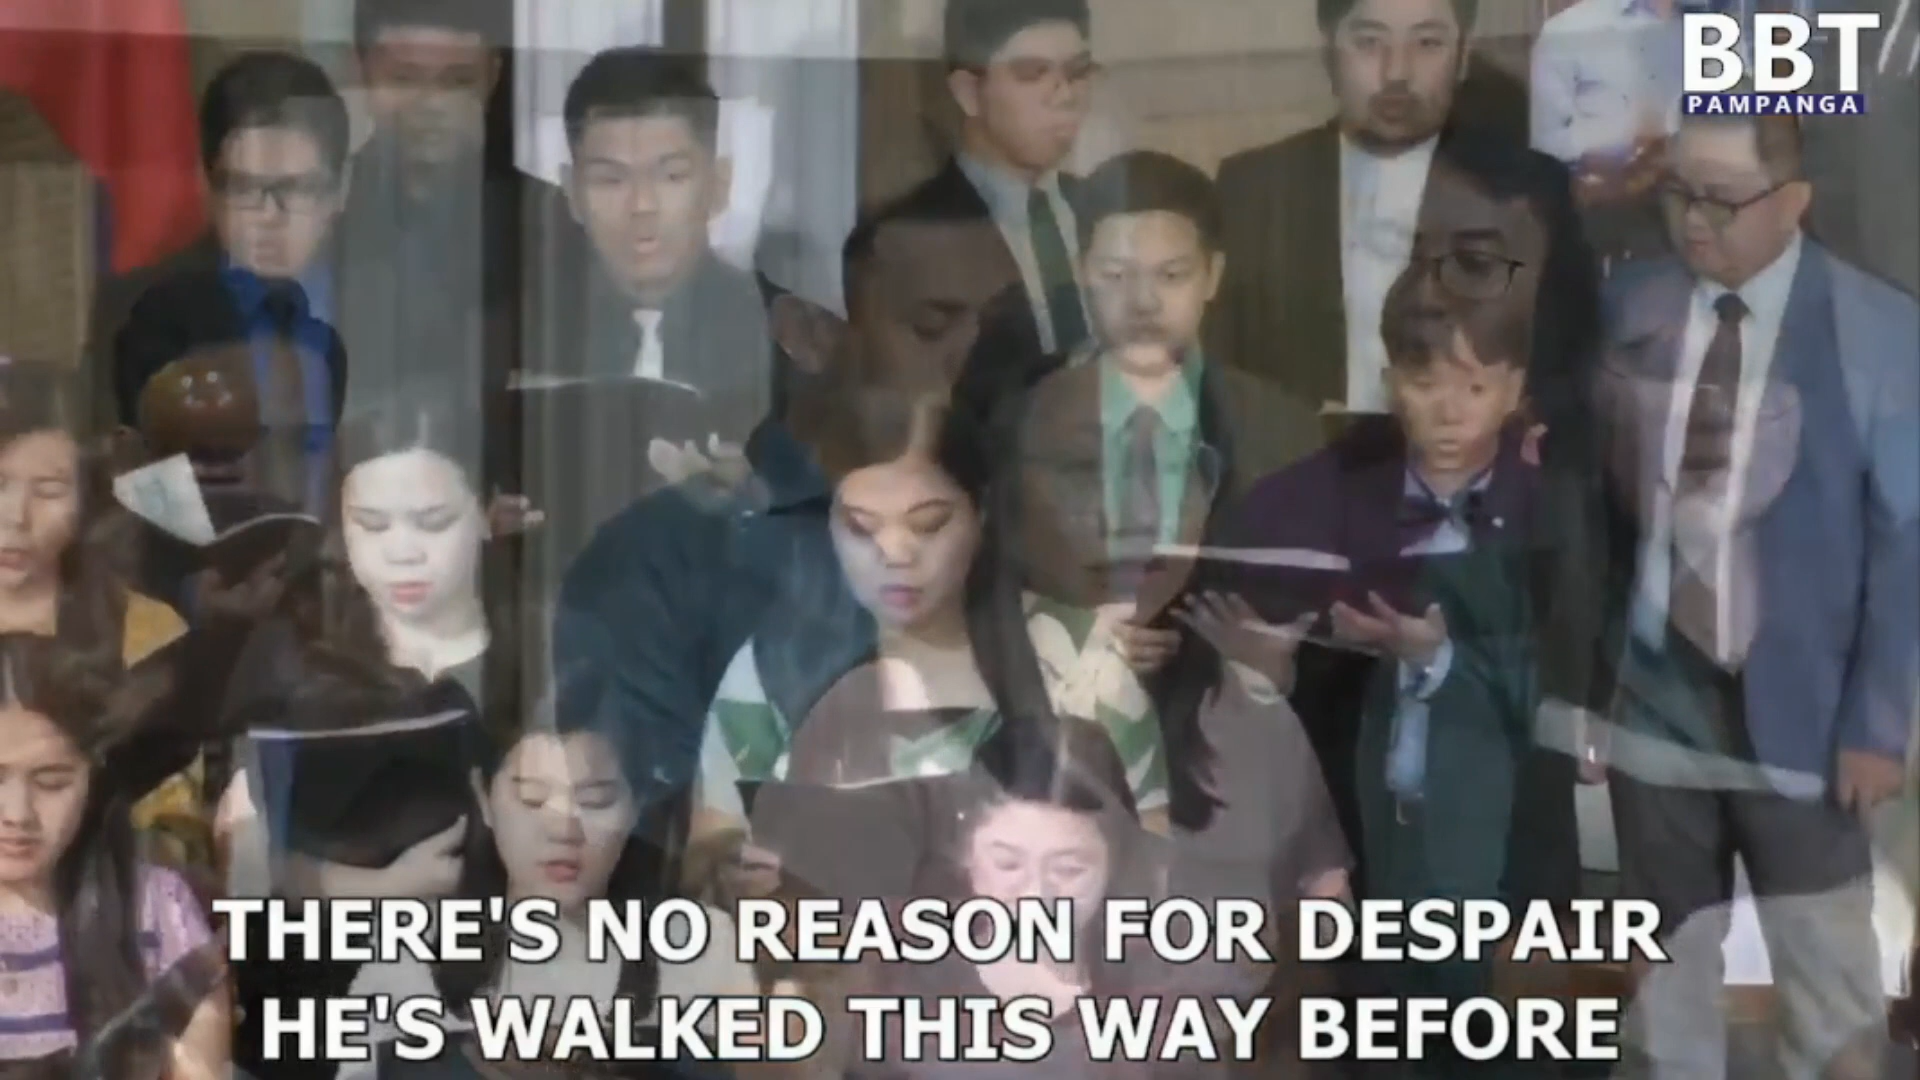 BBT
PAMPANGA
THERE'S NO REASON FOR DESPAIR
HE'S WALKED THIS WAY BEFORE